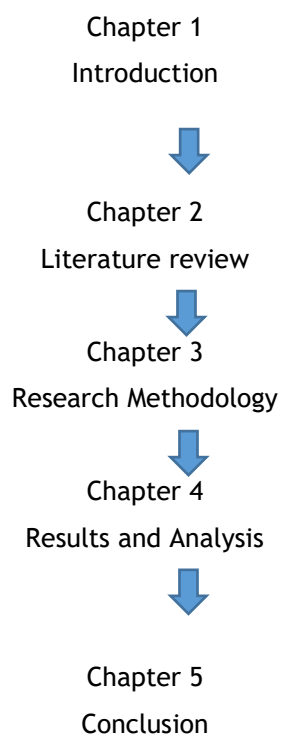 Chapter 1
Introduction
Chapter 2
Literature review
Chapter 3
Research Methodology
Chapter 4
Results and Analysis
Chapter 5
Conclusion